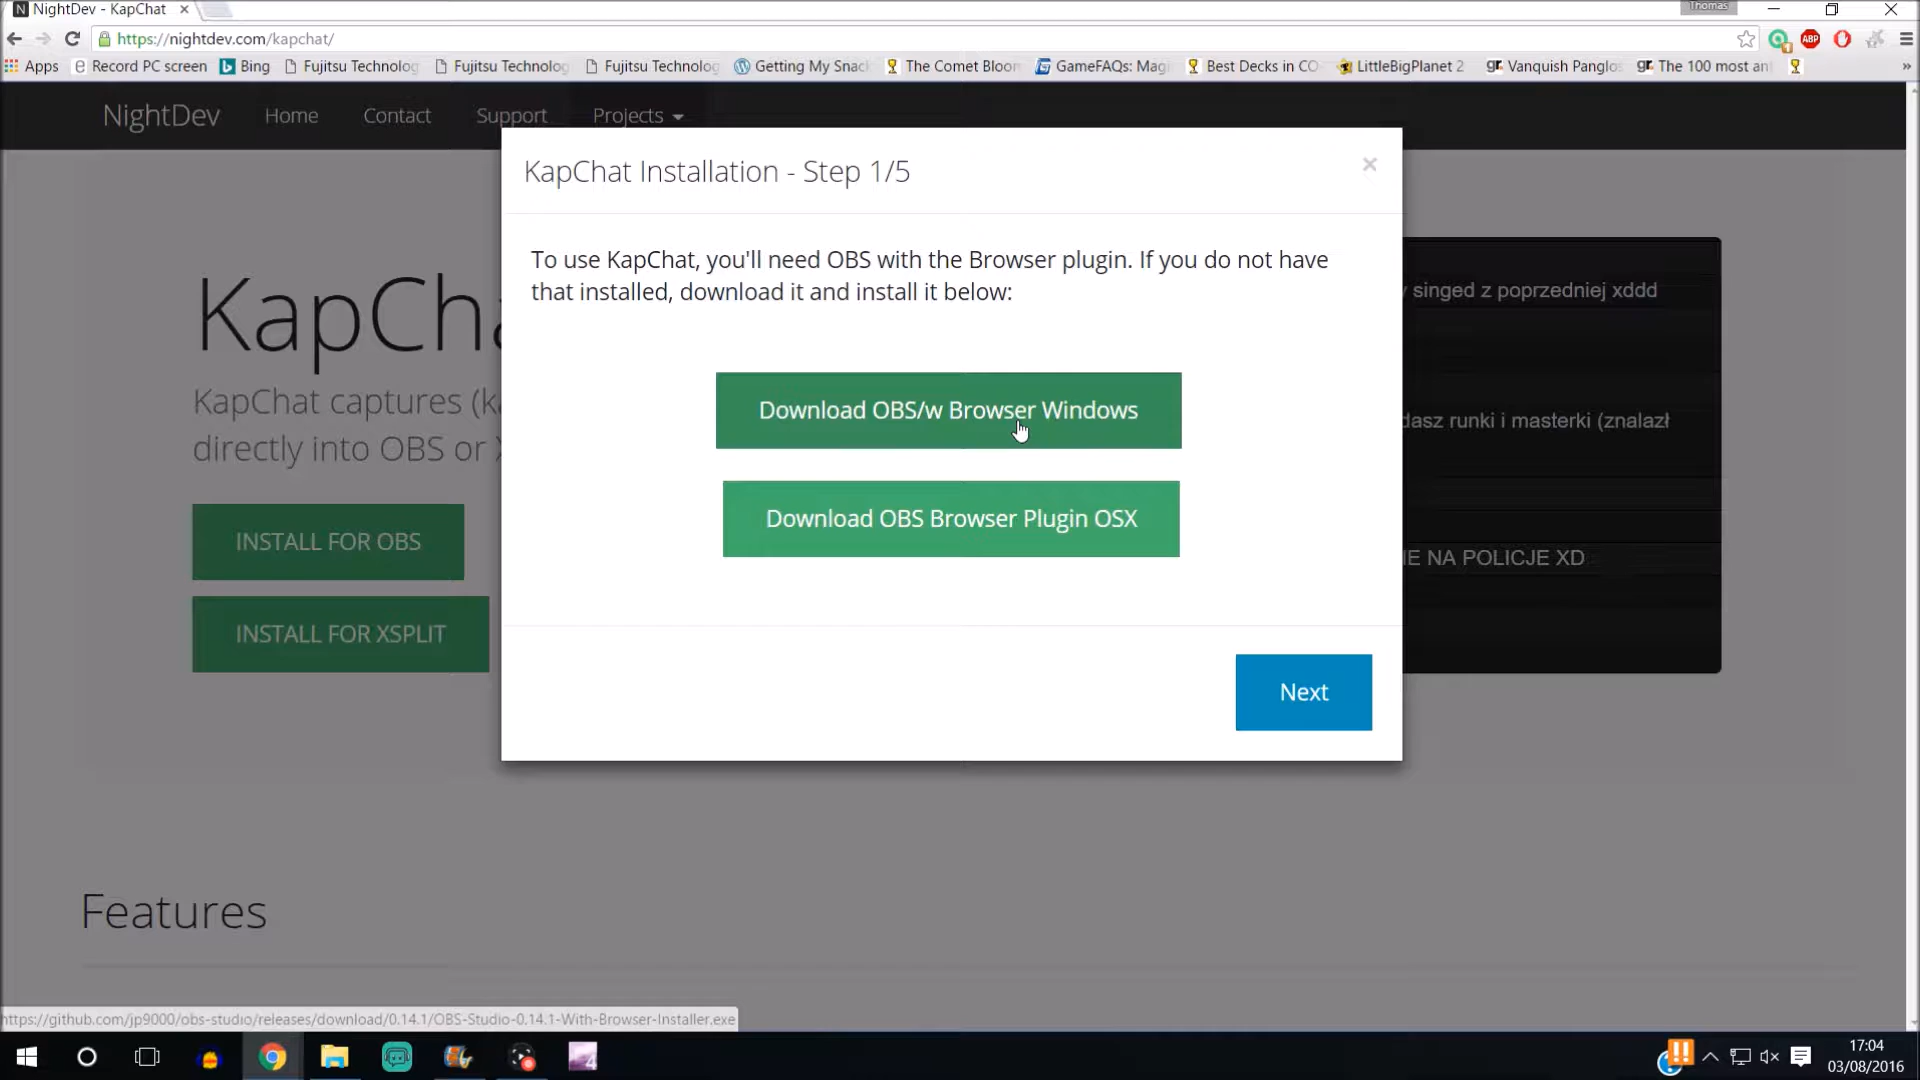 NightDev - KapChat
Thomas
https://nightdev.com/kapchat/
Apps Record PC screen Bing Fujitsu Technolog Fujitsu Technolog Fujitsu Technolog Getting My Snac The Comet Bloom GameFAQs: Magi Best Decks in CO LittleBigPlanet 2 Vanquish Panglos The 100 most an
NightDev Home Contact Support Projects
KapChat Installation - Step 1/5
To use KapChat, you'll need OBS with the Browser plugin. If you do not have
that installed, download it and install it below:
Download OBS/w Browser Windows
Download OBS Browser Plugin OSX
Next
KapCh
KapChat captures
directly into OBS or
INSTALL FOR OBS
INSTALL FOR XSPLIT
singed z poprzedniej xddd
dasz runki i masterki (znalazł
IE NA POLICJE XD
Features
https://github.com/jp9000/obs-studio/releases/download/0.14.1/OBS-Studio-0.14.1-With-Browser-Installer.exe
17:04
03/08/2016